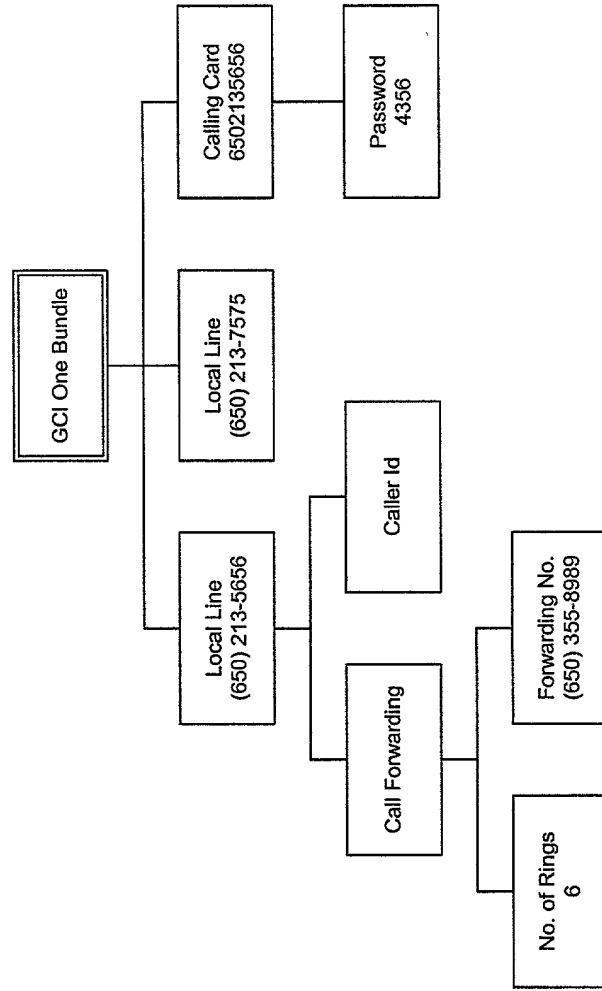 GCI One Bundle
Local Line
(650) 213-5656
Local Line
(650) 213-7575
Calling Card
6502135656
Call Forwarding
Caller Id
Password
4356
No. of Rings
6
Forwarding No.
(650) 355-8989